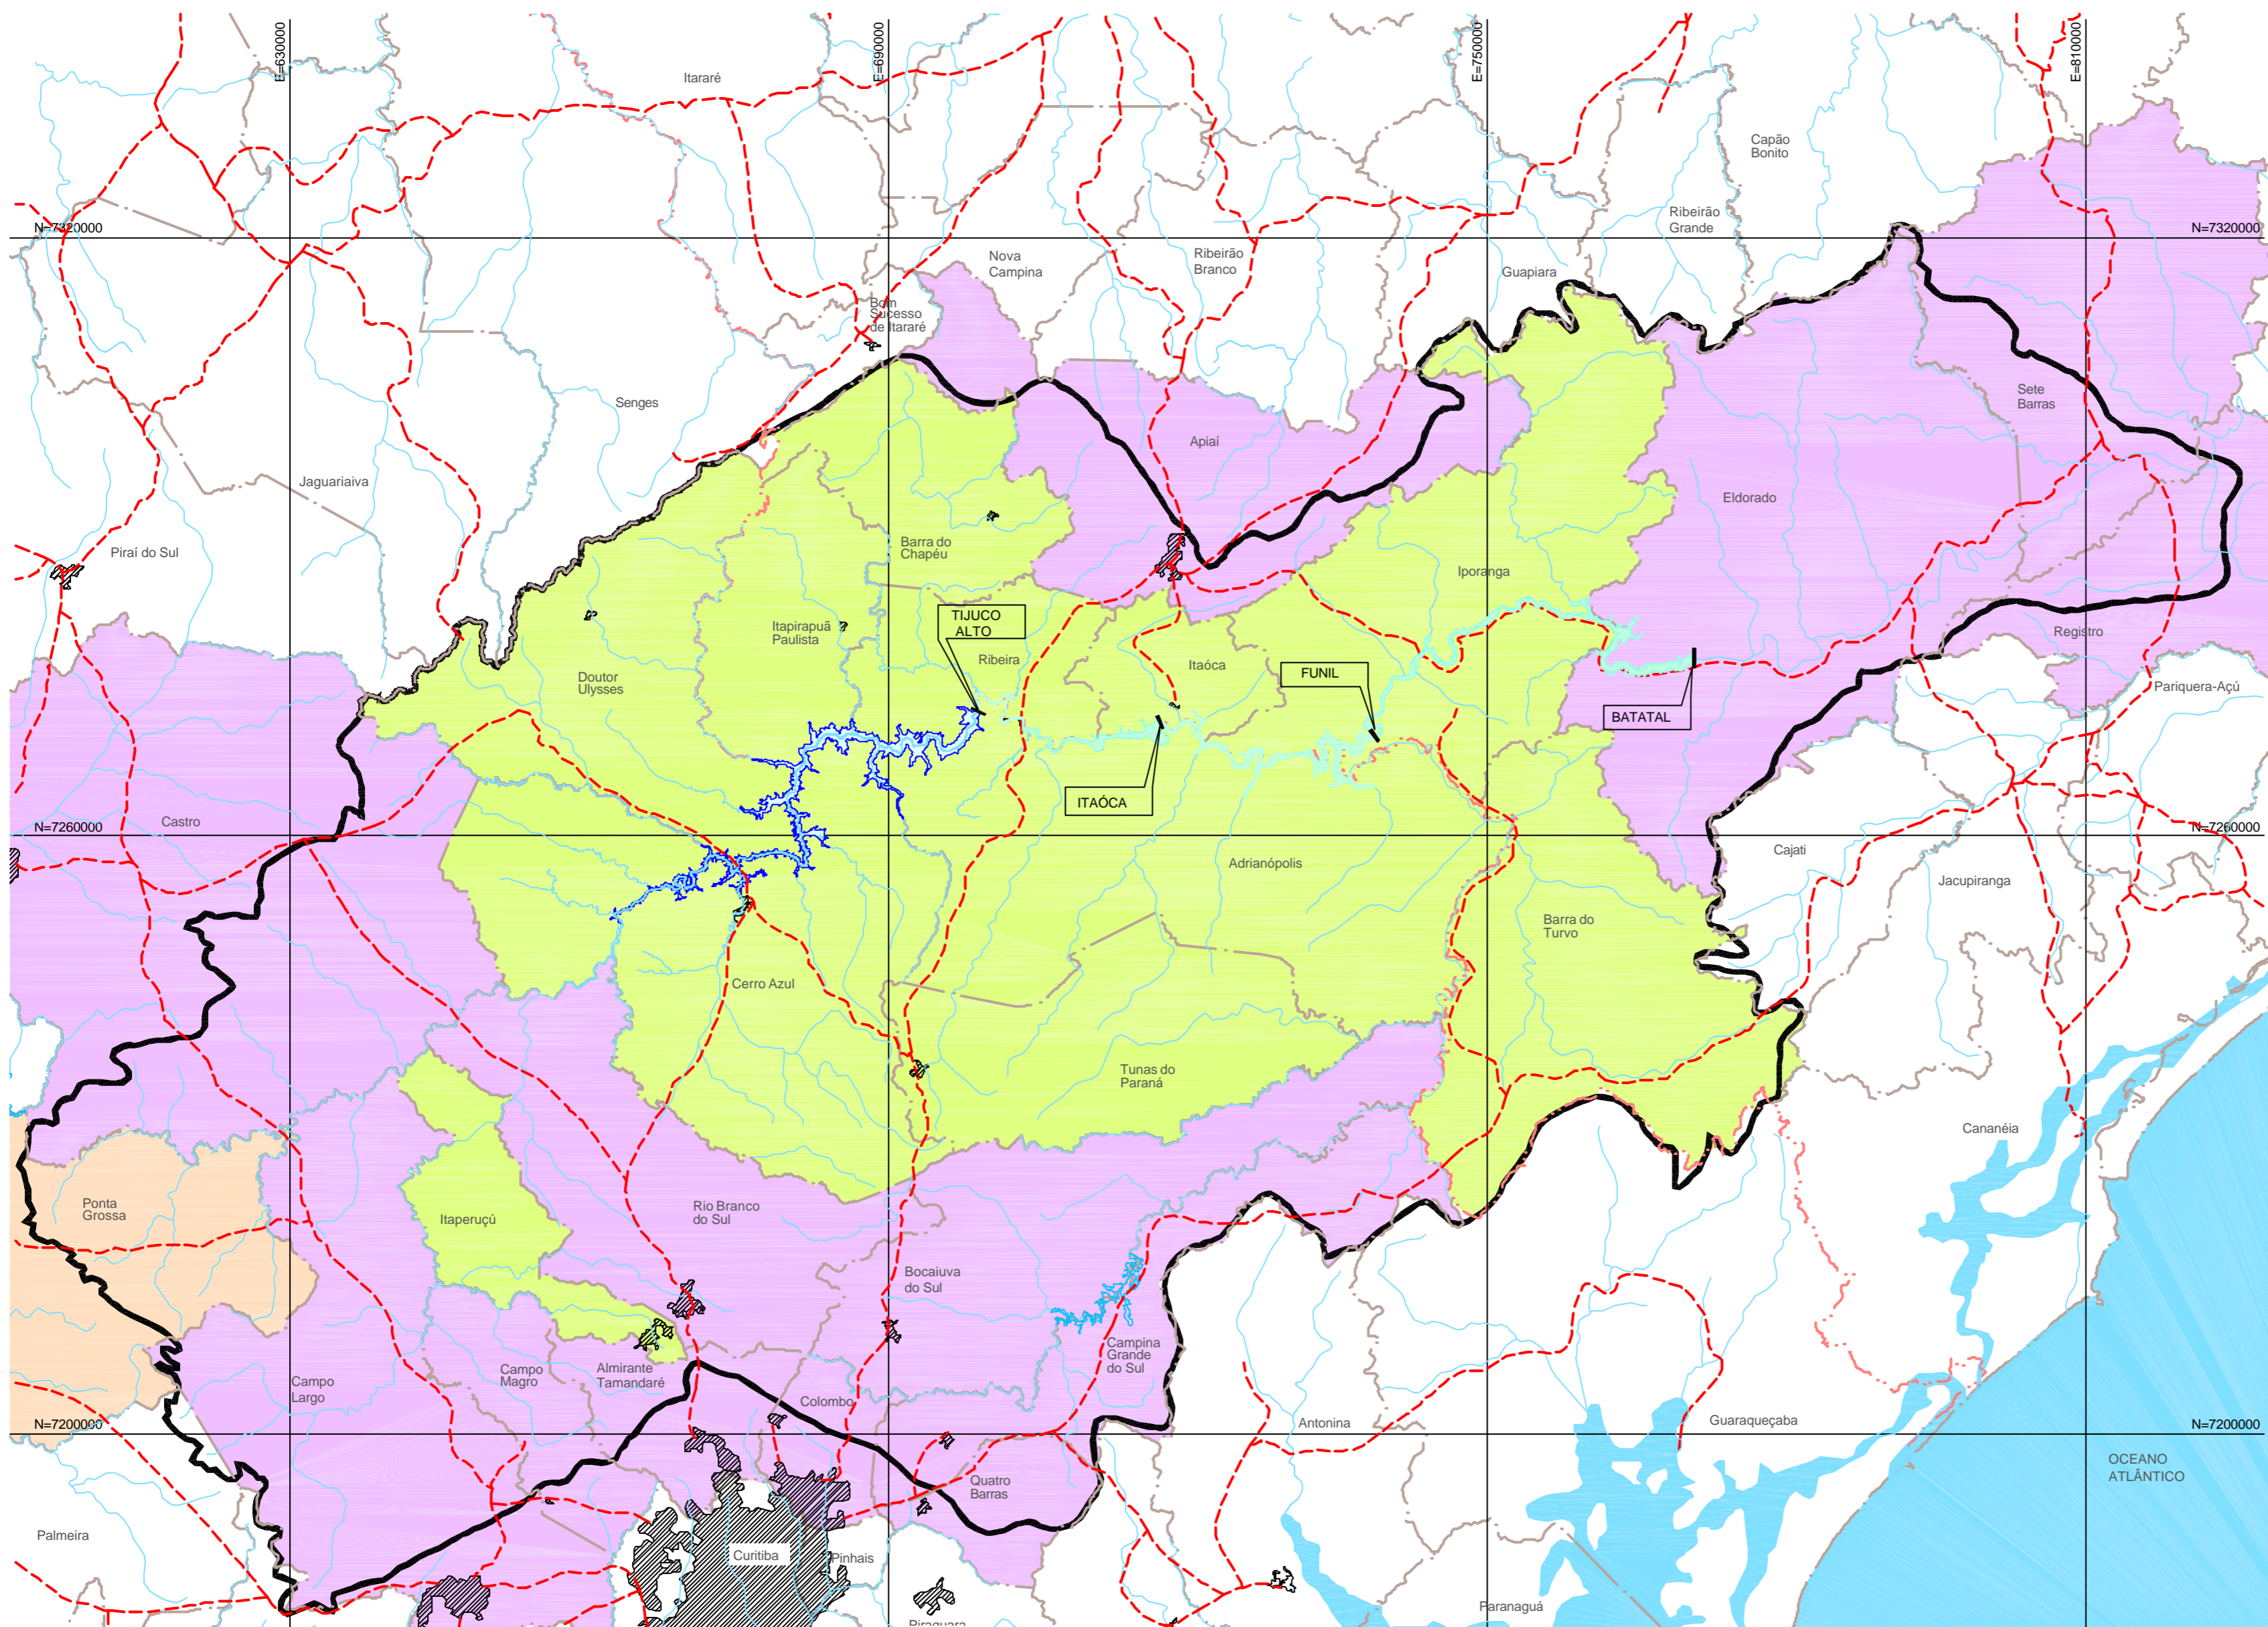 E=630000
E=690000
E=750000
E=810000
Itararé
Capão
Bonito
Ribeirão
Grande
N=7320000
N=7320000
Nova
Campina
Ribeirão
Branco
Guapiara
Bom
Sucesso
de Itararé
Senges
Sete
Barras
Apiaí
Jaguariaiva
Eldorado
Piraí do Sul
Barra do
Chapéu
Iporanga
TIJUCO
ALTO
Itapirapuã
Paulista
Ribeira
Itaóca
Registro
Doutor
Ulysses
FUNIL
Pariquera-Açú
BATATAL
ITAÓCA
Castro
N=7260000
N=7260000
Cajati
Adrianópolis
Jacupiranga
Barra do
Turvo
Cerro Azul
Tunas do
Paraná
Cananéia
Ponta
Grossa
Itaperuçú
Rio Branco
do Sul
Bocaiuva
do Sul
Campina
Grande
do Sul
Campo
Largo
Campo
Magro
Almirante
Tamandaré
Colombo
Antonina
Guaraqueçaba
N=7200000
N=7200000
OCEANO
ATLÂNTICO
Quatro
Barras
Palmeira
Curitiba
Pinhais
Paranaguá
Piraquara